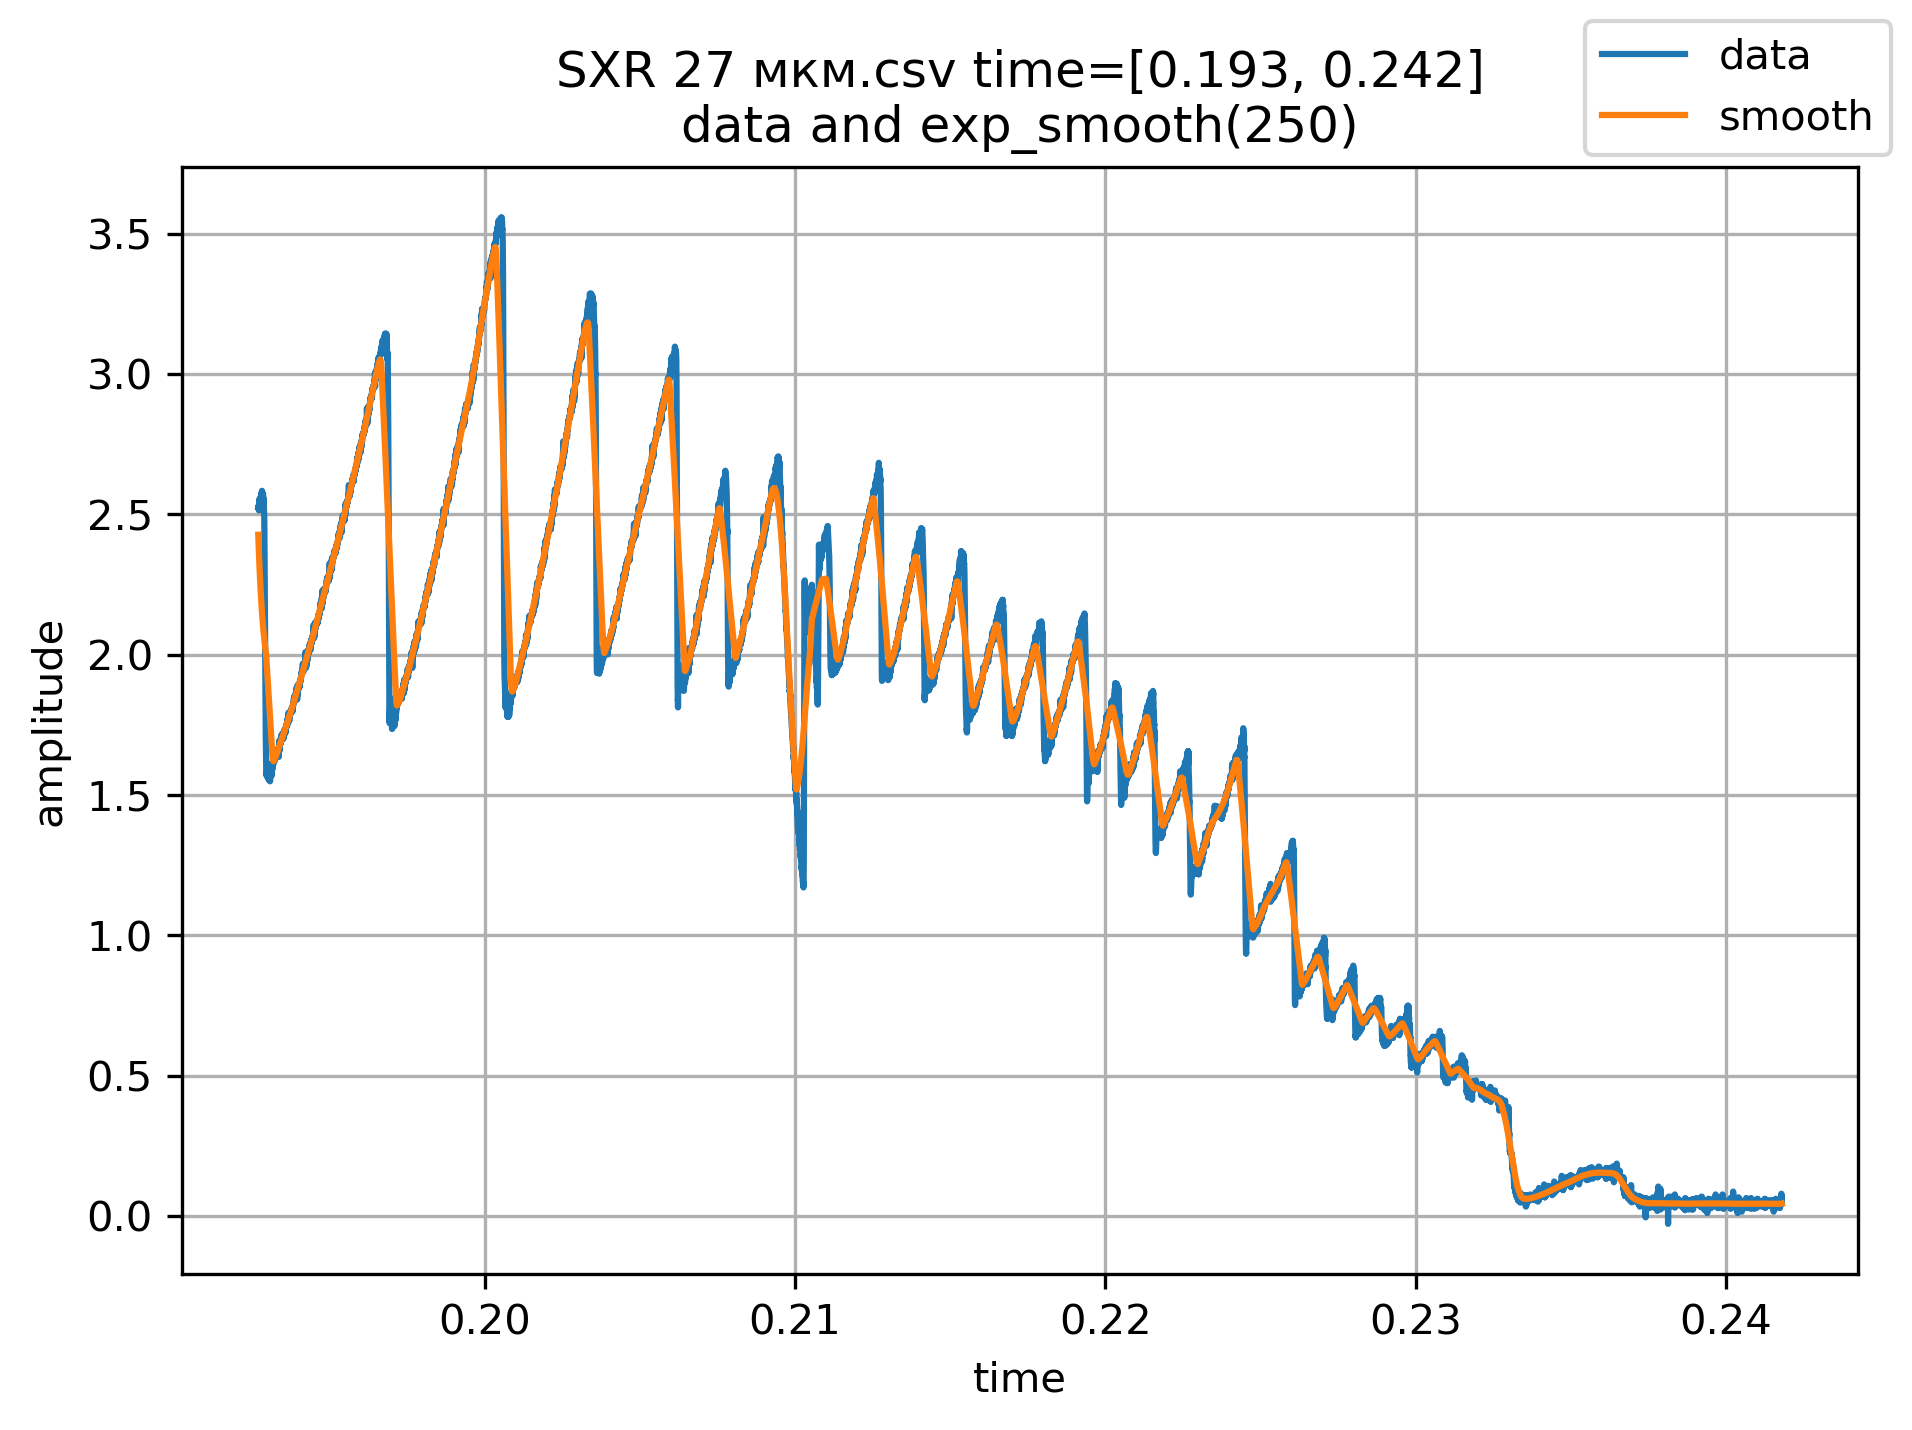 SXR 27 мкм.csv time=[0.193, 0.242]
data and exp_smooth(250)
data
smooth
3.5
3.0
2.5
2.0
1.5
1.0
0.5
0.0
amplitude
0.20 0.21 0.22 0.23 0.24
time